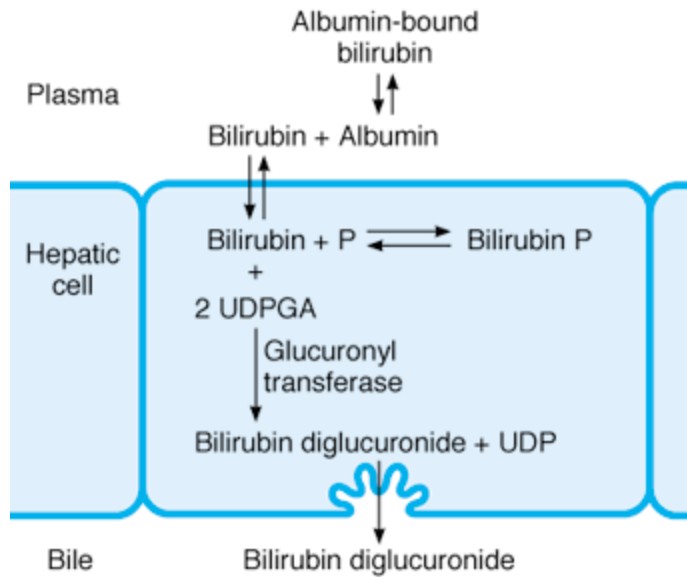 Albumin-bound
bilirubin
Plasma
Bilirubin + Albumin
Hepatic
cell
Bilirubin + P
Bilirubin P
+
2 UDPGA
Glucuronyl
transferase
Bilirubin diglucuronide + UDP
Bile
Bilirubin diglucuronide